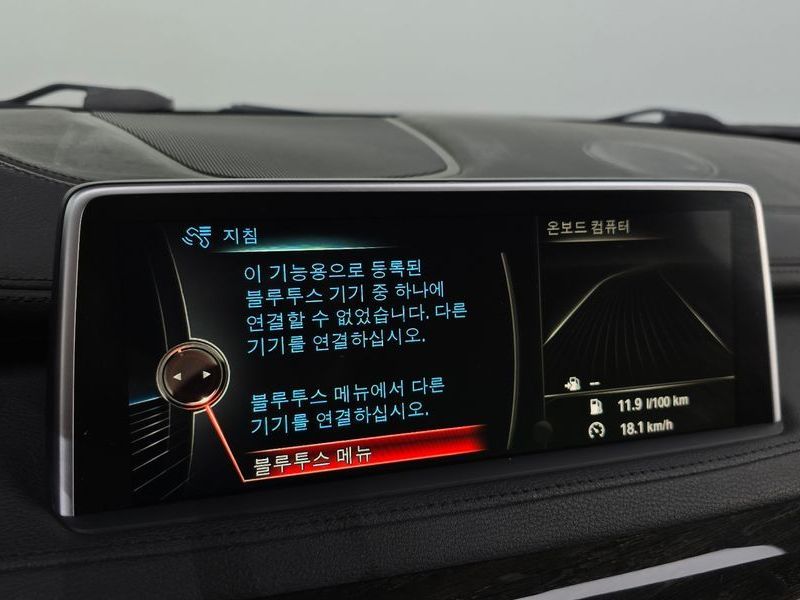 지침
이 기능용으로 등록된
블루투스 기기 중 하나에
연결할 수 없었습니다. 다른
기기를 연결하십시오.
블루투스 메뉴에서 다른
기기를 연결하십시오.
블루투스 메뉴
온보드 컴퓨터
--
11.9 l/100 km
18.1 km/h